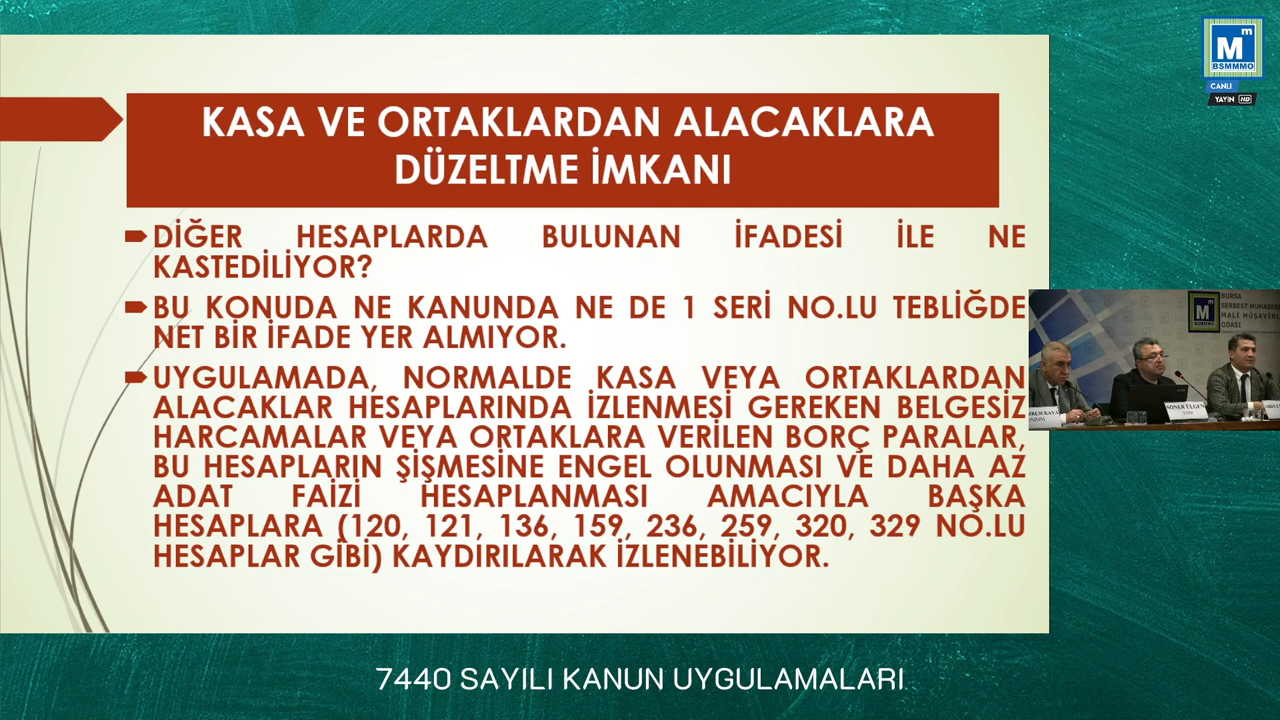 KASA VE ORTAKLARDAN ALACAKLARA
DÜZELTME İMKANI
DİĞER HESAPLARDA BULUNAN İFADESİ İLE NE
KASTEDİLİYOR?
BU KONUDA NE KANUNDA NE DE 1 SERİ NO.LU TEBLİĞDE
NET BİR İFADE YER ALMIYOR.
UYGULAMADA, NORMALDE KASA VEYA ORTAKLARDAN
ALACAKLAR HESAPLARINDA İZLENMESİ GEREKEN BELGESİZ
HARCAMALAR VEYA ORTAKLARA VERİLEN BORÇ PARALAR,
BU HESAPLARIN ŞİŞMESİNE ENGEL OLUNMASI VE DAHA AZ
ADAT FAİZİ HESAPLANMASI AMACIYLA BAŞKA
HESAPLARA (120, 121, 136, 159, 236, 259, 320, 329 NO.LU
HESAPLAR GİBİ) KAYDIRILARAK İZLENEBİLİYOR.
Mm
BSMMMO
CANLI
YAYIN HD
M
BSMMMO
BURSA
SERBEST MUHASEB
MALİ MÜŞAVİRL
ODASI
SONER ÜLGEN
7440 SAYILI KANUN UYGULAMALARI